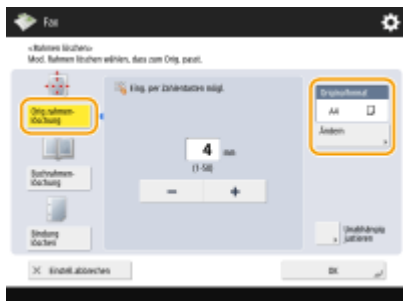 Fax
<Rahmen löschen>
Mod. Rahmen löschen wählen, dass zum Orig. passt.
Orig.rahmen-
löschung
Eing. per Zahlentasten mögl.
Originalformat
A4
Ändern
4 mm
(1-50)
Buchrahmen-
löschung
− +
Bindung
löschen
Unabhängig
justieren
× Einstell. abbrechen
OK